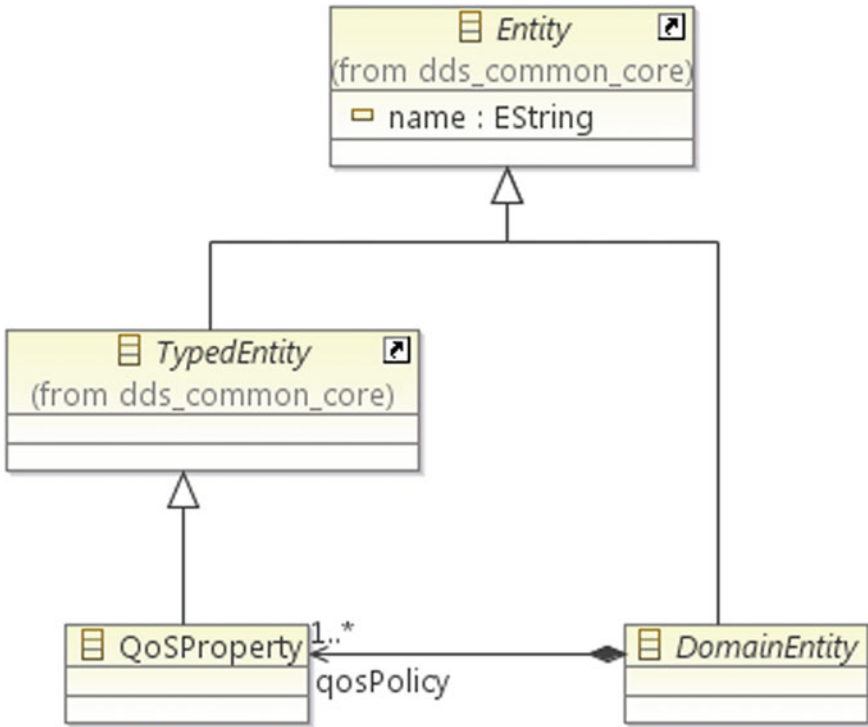 Entity
(from dds_common_core)
name : EString
TypedEntity
(from dds_common_core)
QoSProperty
1..*
qosPolicy
DomainEntity